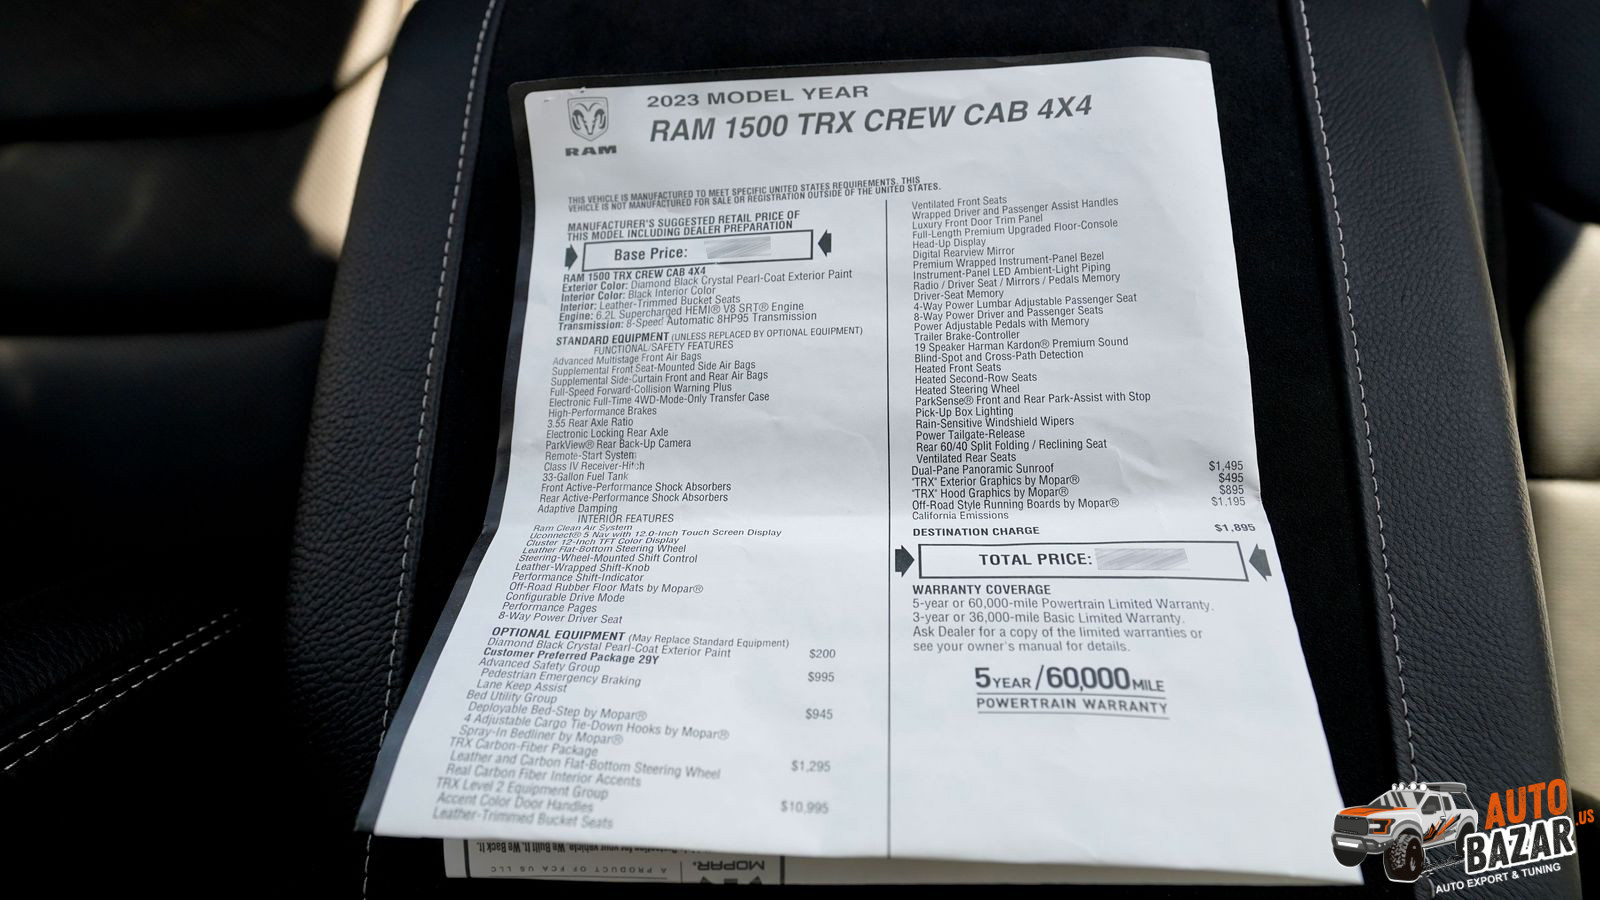 2023 MODEL YEAR
RAM 1500 TRX CREW CAB 4X4
RAM
THIS VEHICLE IS MANUFACTURED TO MEET SPECIFIC UNITED STATES REQUIREMENTS. THIS
VEHICLE IS NOT MANUFACTURED FOR SALE OR REGISTRATION OUTSIDE OF THE UNITED STATES.
MANUFACTURER'S SUGGESTED RETAIL PRICE OF
THIS MODEL INCLUDING DEALER PREPARATION
Base Price:
RAM 1500 TRX CREW CAB 4X4
Exterior Color: Diamond Black Crystal Pearl-Coat Exterior Paint
Interior Color: Black Interior Color
Interior: Leather-Trimmed Bucket Seats
Engine: 6.2L Supercharged HEMI® V8 SRT® Engine
Transmission: 8-Speed Automatic 8HP95 Transmission
STANDARD EQUIPMENT (UNLESS REPLACED BY OPTIONAL EQUIPMENT)
FUNCTIONAL/SAFETY FEATURES
Advanced Multistage Front Air Bags
Supplemental Front Seat-Mounted Side Air Bags
Supplemental Side-Curtain Front and Rear Air Bags
Full-Speed Forward-Collision Warning Plus
Electronic Full-Time 4WD-Mode-Only Transfer Case
High-Performance Brakes
3.55 Rear Axle Ratio
Electronic Locking Rear Axle
ParkView® Rear Back-Up Camera
Remote-Start System
Class IV Receiver-Hitch
33-Gallon Fuel Tank
Front Active-Performance Shock Absorbers
Rear Active-Performance Shock Absorbers
Adaptive Damping
INTERIOR FEATURES
Ram Clean Air System
Uconnect® 5 Nav with 12.0-Inch Touch Screen Display
Cluster 12-Inch TFT Color Display
Leather Flat-Bottom Steering Wheel
Steering-Wheel-Mounted Shift Control
Leather-Wrapped Shift-Knob
Performance Shift-Indicator
Off-Road Rubber Floor Mats by Mopar®
Configurable Drive Mode
Performance Pages
8-Way Power Driver Seat
OPTIONAL EQUIPMENT (May Replace Standard Equipment)
Diamond Black Crystal Pearl-Coat Exterior Paint $200
Customer Preferred Package 29Y
Advanced Safety Group $995
Pedestrian Emergency Braking
Lane Keep Assist
Bed Utility Group $945
Deployable Bed-Step by Mopar®
4 Adjustable Cargo Tie-Down Hooks by Mopar®
Spray-In Bedliner by Mopar®
TRX Carbon-Fiber Package $1,295
Leather and Carbon Flat-Bottom Steering Wheel
Real Carbon Fiber Interior Accents
TRX Level 2 Equipment Group $10,995
Accent Color Door Handles
Leather-Trimmed Bucket Seats
Ventilated Front Seats
Wrapped Driver and Passenger Assist Handles
Luxury Front Door Trim Panel
Full-Length Premium Upgraded Floor-Console
Head-Up Display
Digital Rearview Mirror
Premium Wrapped Instrument-Panel Bezel
Instrument-Panel LED Ambient-Light Piping
Radio / Driver Seat / Mirrors / Pedals Memory
Driver-Seat Memory
4-Way Power Lumbar Adjustable Passenger Seat
8-Way Power Driver and Passenger Seats
Power Adjustable Pedals with Memory
Trailer Brake-Controller
19 Speaker Harman Kardon® Premium Sound
Blind-Spot and Cross-Path Detection
Heated Front Seats
Heated Second-Row Seats
Heated Steering Wheel
ParkSense® Front and Rear Park-Assist with Stop
Pick-Up Box Lighting
Rain-Sensitive Windshield Wipers
Power Tailgate-Release
Rear 60/40 Split Folding / Reclining Seat
Ventilated Rear Seats
Dual-Pane Panoramic Sunroof $1,495
"TRX" Exterior Graphics by Mopar® $495
"TRX" Hood Graphics by Mopar® $895
Off-Road Style Running Boards by Mopar® $1,195
California Emissions
DESTINATION CHARGE $1,895
TOTAL PRICE:
WARRANTY COVERAGE
5-year or 60,000-mile Powertrain Limited Warranty.
3-year or 36,000-mile Basic Limited Warranty.
Ask Dealer for a copy of the limited warranties or
see your owner's manual for details.
5 YEAR / 60,000 MILE
POWERTRAIN WARRANTY
for your vehicle. We Built It. We Back It.
A PRODUCT OF FCA US LLC
MOPAR.
AUTO
BAZAR.US
AUTO EXPORT & TUNING